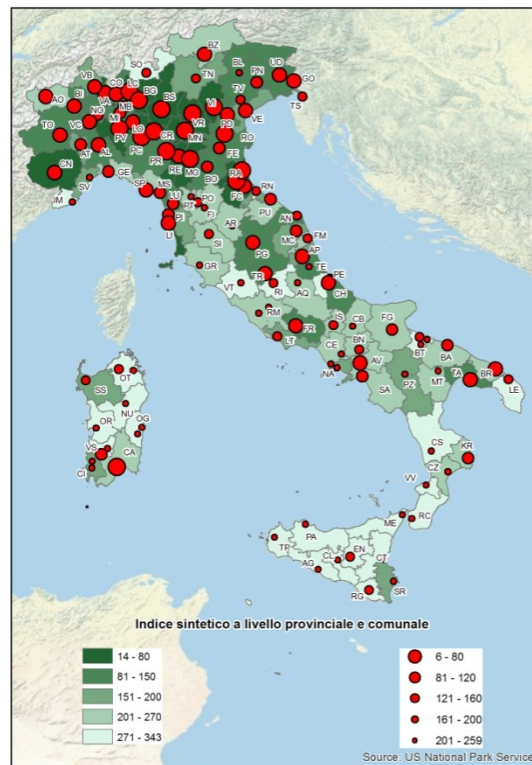 BZ
SO
VB
BL
UD
TN
PN
AO
BI
CO
LC
BG
TV
GO
VA
BS
VI
TS
TO
VC
NO
MB
MI
VR
PD
VE
LO
CR
MN
RO
PV
AT
AL
PC
PR
RE
FE
CN
MO
BO
RA
SV
GE
FC
RN
IM
SP
MS
LU
PT
PO
PU
PI
FI
AN
AR
LI
SI
MC
FM
PG
AP
GR
TR
TE
PE
VT
RI
AQ
CH
RM
IS
CB
FG
FR
LT
CE
BN
BT
BA
NA
AV
BR
OT
SS
SA
PZ
MT
TA
LE
NU
OR
OG
CS
VS
CA
KR
CI
CZ
VV
ME
RC
TP
PA
EN
CL
CT
AG
RG
SR
Indice sintetico a livello provinciale e comunale
14 - 80
6 - 80
81 - 150
81 - 120
151 - 200
121 - 160
201 - 270
161 - 200
271 - 343
201 - 259
Source: US National Park Service